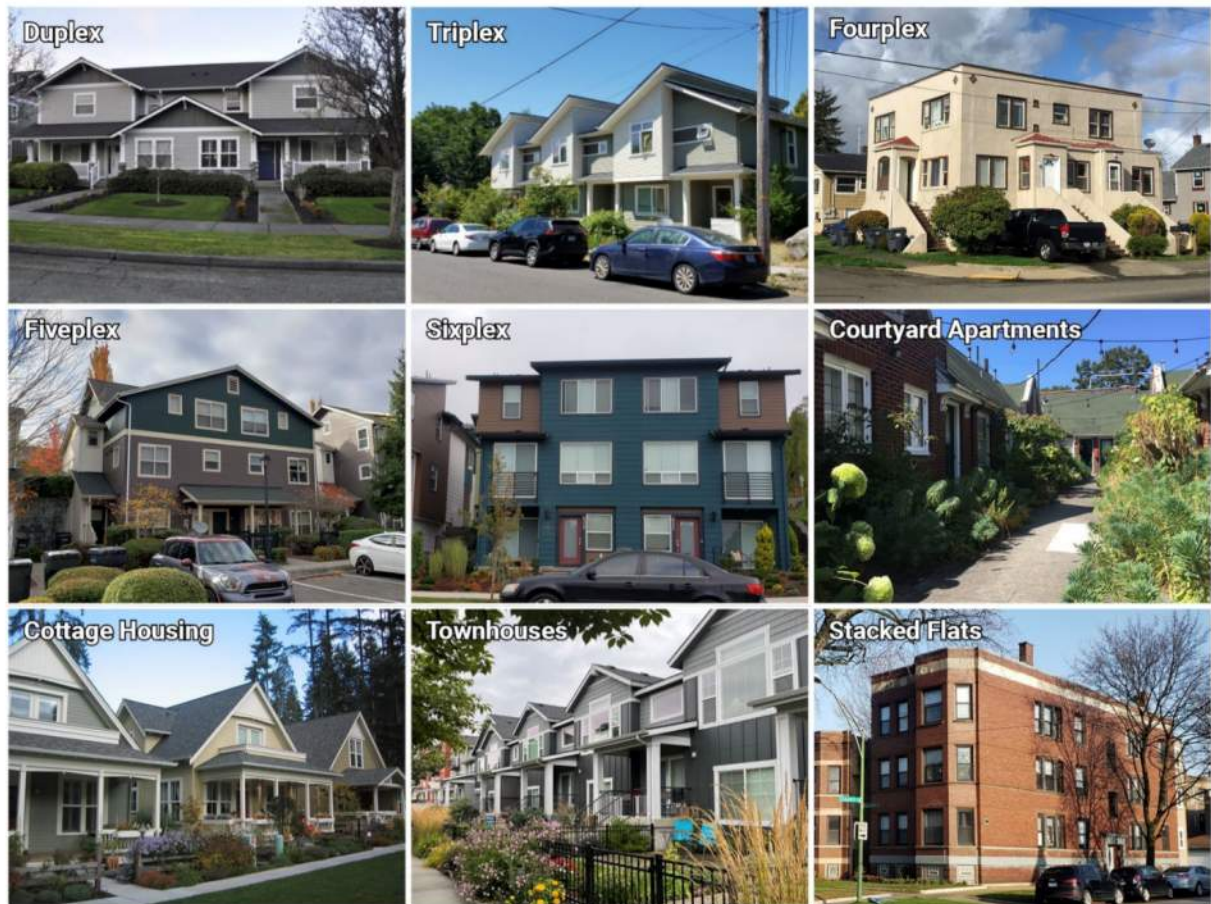 Duplex
Triplex
Fourplex
Fiveplex
Sixplex
Courtyard Apartments
Cottage Housing
Townhouses
Stacked Flats